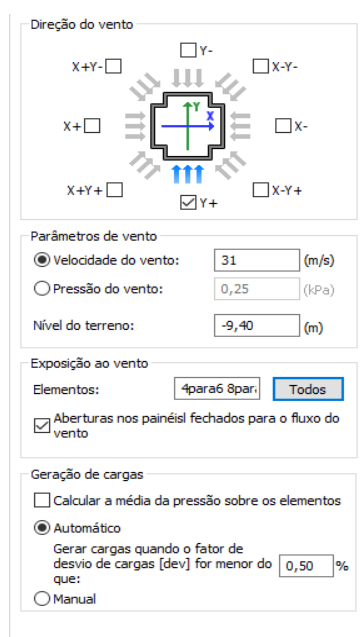 Direção do vento
Y-
X+Y-
X-Y-
Y
X
X+
X-
X+Y+
X-Y+
Y+
Parâmetros de vento
Velocidade do vento: 31 (m/s)
Pressão do vento: 0,25 (kPa)
Nível do terreno: -9,40 (m)
Exposição ao vento
Elementos: 4para6 8para Todos
Aberturas nos painéisl fechados para o fluxo do
vento
Geração de cargas
Calcular a média da pressão sobre os elementos
Automático
Gerar cargas quando o fator de
desvio de cargas [dev] for menor do 0,50 %
que:
Manual